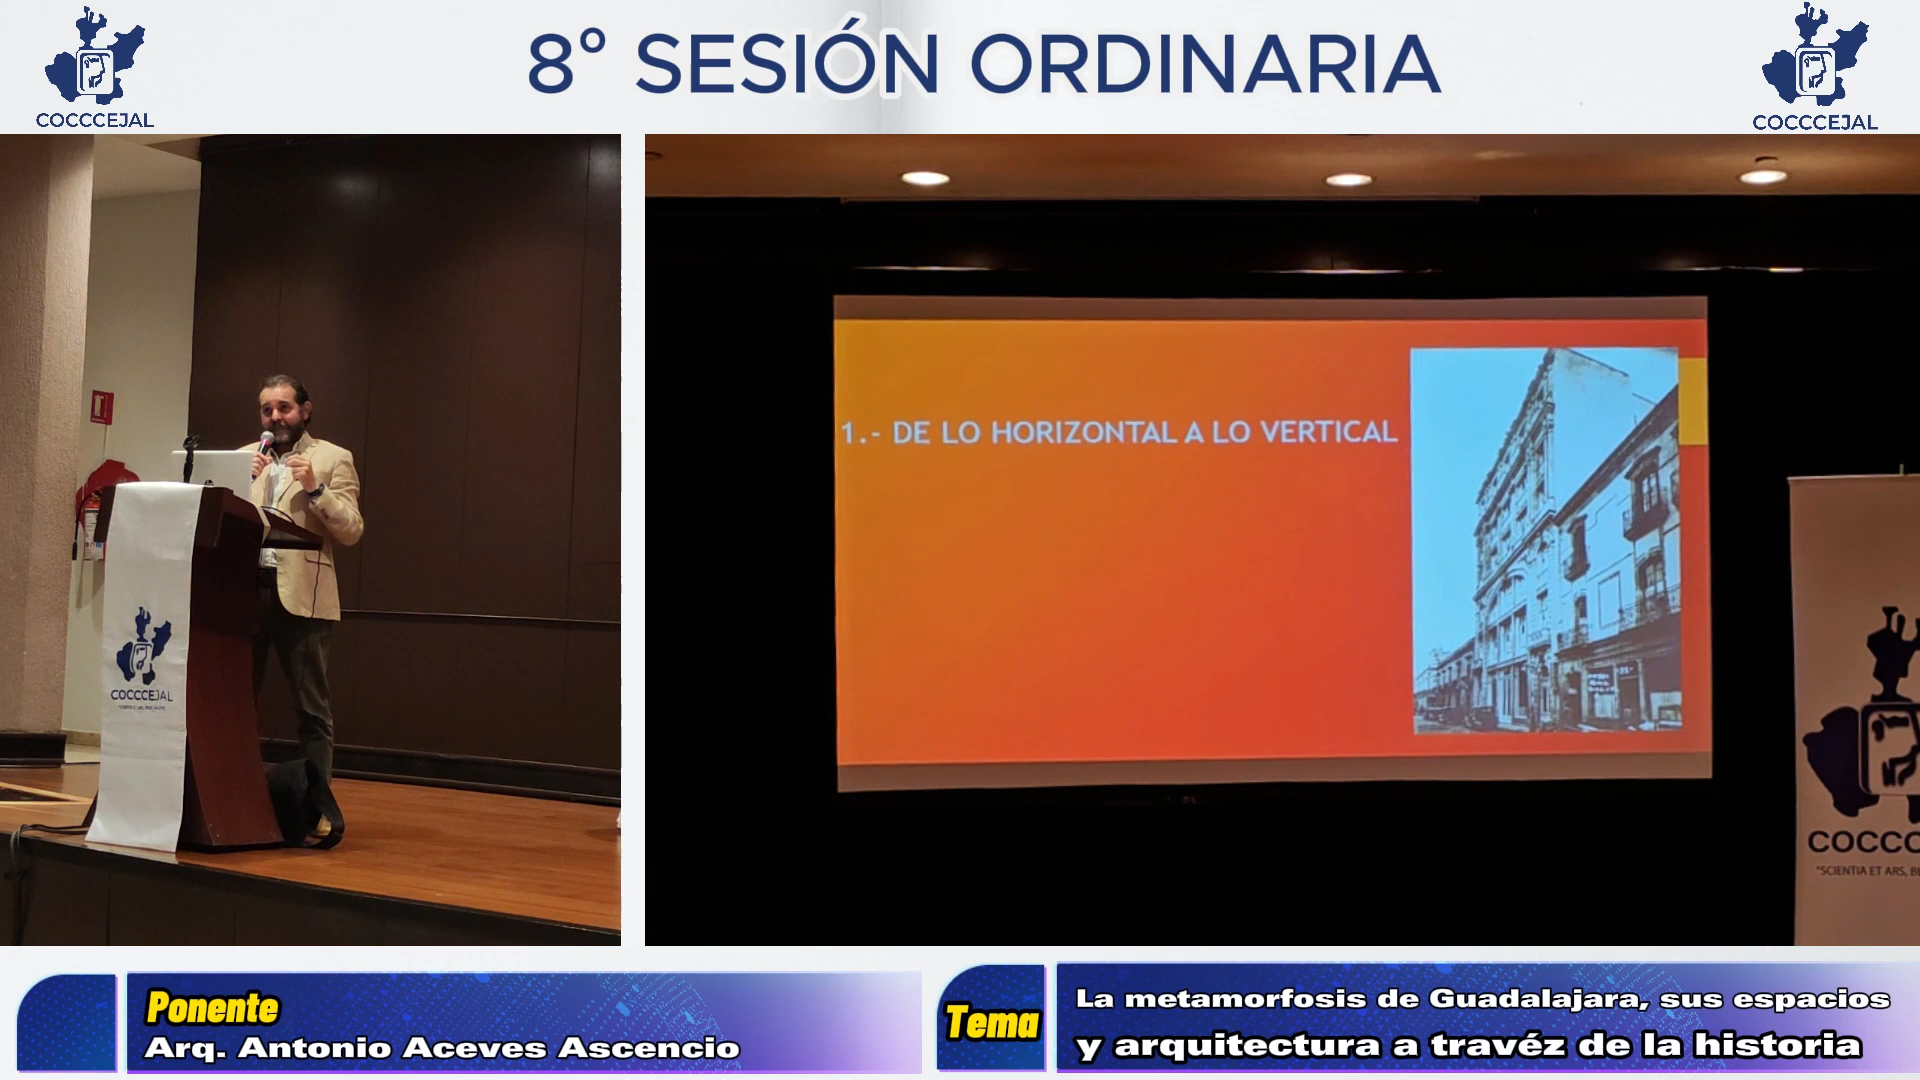 8° SESIÓN ORDINARIA
COCCCEJAL
COCCCEJAL
1.- DE LO HORIZONTAL A LO VERTICAL
COCCCEJAL
"SCIENTIA ET ARS,
Ponente
Arq. Antonio Aceves Ascencio
Tema
La metamorfosis de Guadalajara, sus espacios
y arquitectura a travéz de la historia